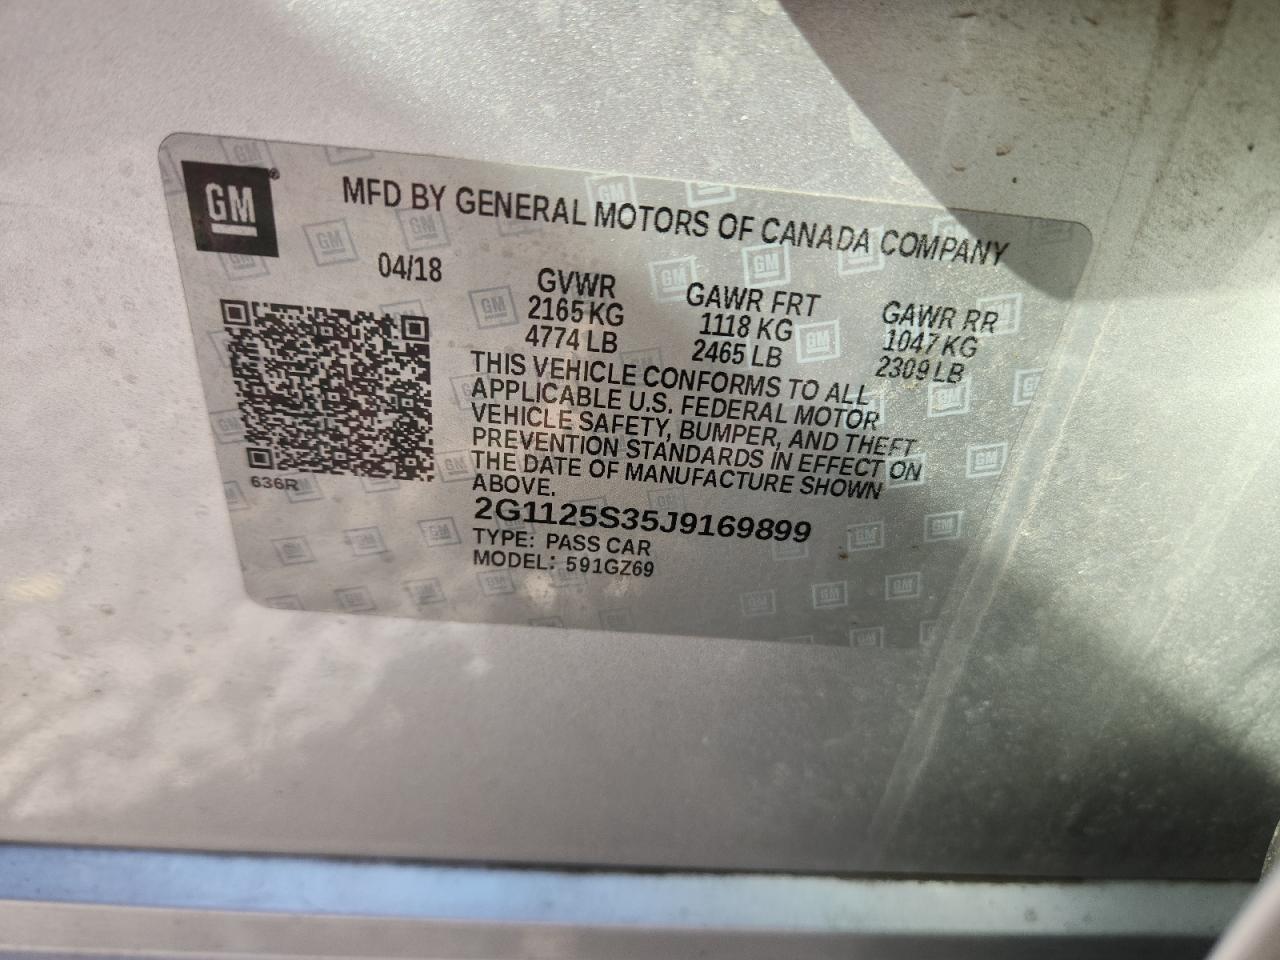 GM
MFD BY GENERAL MOTORS OF CANADA COMPANY
04/18
GVWR
2165 KG
4774 LB
GAWR FRT
1118 KG
2465 LB
GAWR RR
1047 KG
2309 LB
THIS VEHICLE CONFORMS TO ALL
APPLICABLE U.S. FEDERAL MOTOR
VEHICLE SAFETY, BUMPER, AND THEFT
PREVENTION STANDARDS IN EFFECT ON
THE DATE OF MANUFACTURE SHOWN
ABOVE.
636R
2G1125S35J9169899
TYPE: PASS CAR
MODEL: 591GZ69